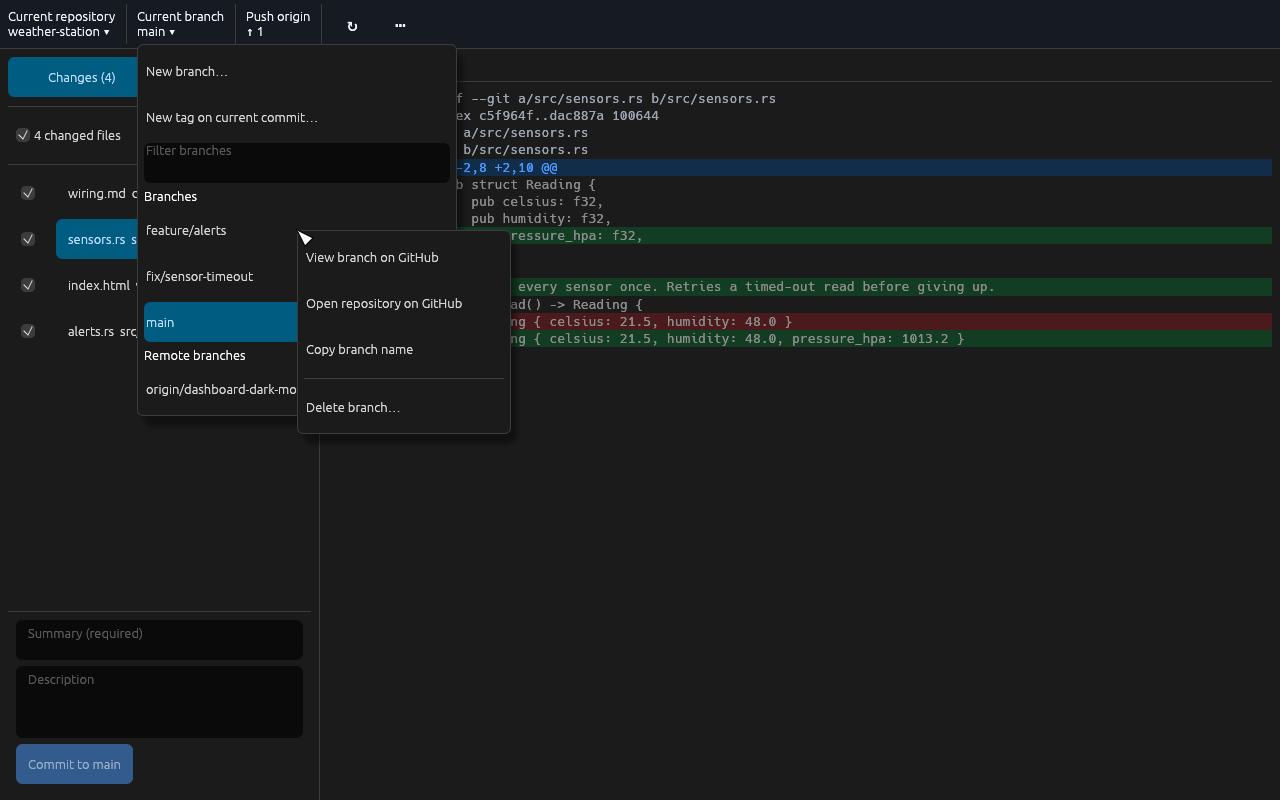 Current repository
weather-station ▾
Current branch
main ▾
Push origin
↑ 1
↻
⋯
Changes (4)
4 changed files
wiring.md
sensors.rs
index.html
alerts.rs
New branch…
New tag on current commit…
Filter branches
Branches
feature/alerts
fix/sensor-timeout
main
Remote branches
origin/dashboard-dark-mo
View branch on GitHub
Open repository on GitHub
Copy branch name
Delete branch…
--git a/src/sensors.rs b/src/sensors.rs
c5f964f..dac887a 100644
a/src/sensors.rs
b/src/sensors.rs
-2,8 +2,10 @@
struct Reading {
pub celsius: f32,
pub humidity: f32,
ressure_hpa: f32,
every sensor once. Retries a timed-out read before giving up.
ad() -> Reading {
ng { celsius: 21.5, humidity: 48.0 }
ng { celsius: 21.5, humidity: 48.0, pressure_hpa: 1013.2 }
Summary (required)
Description
Commit to main